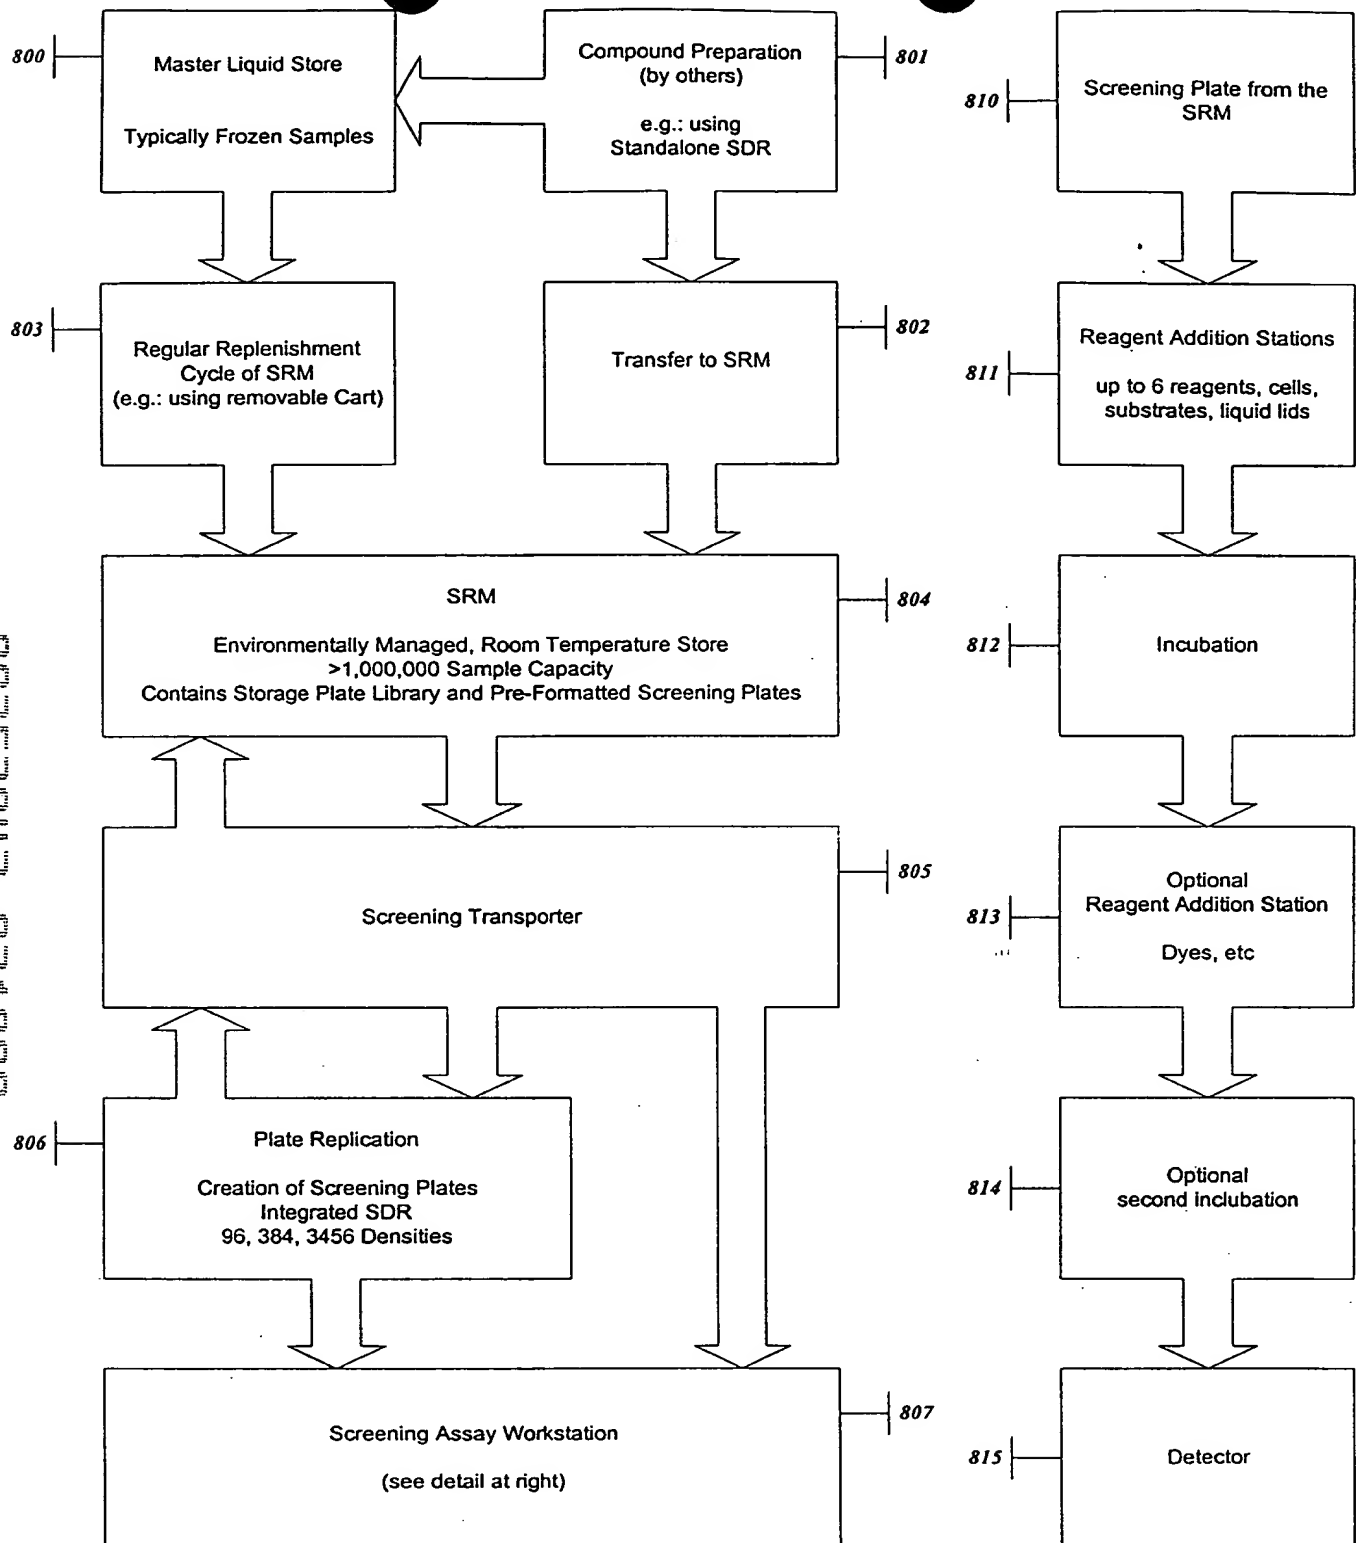 800
Master Liquid Store
Typically Frozen Samples
Compound Preparation
(by others)
e.g.: using
Standalone SDR
801
803
Regular Replenishment
Cycle of SRM
(e.g.: using removable Cart)
Transfer to SRM
802
SRM
Environmentally Managed, Room Temperature Store
>1,000,000 Sample Capacity
Contains Storage Plate Library and Pre-Formatted Screening Plates
804
Screening Transporter
805
806
Plate Replication
Creation of Screening Plates
Integrated SDR
96, 384, 3456 Densities
Screening Assay Workstation
(see detail at right)
807
810
Screening Plate from the
SRM
811
Reagent Addition Stations
up to 6 reagents, cells,
substrates, liquid lids
812
Incubation
813
Optional
Reagent Addition Station
Dyes, etc
814
Optional
second inclubation
815
Detector